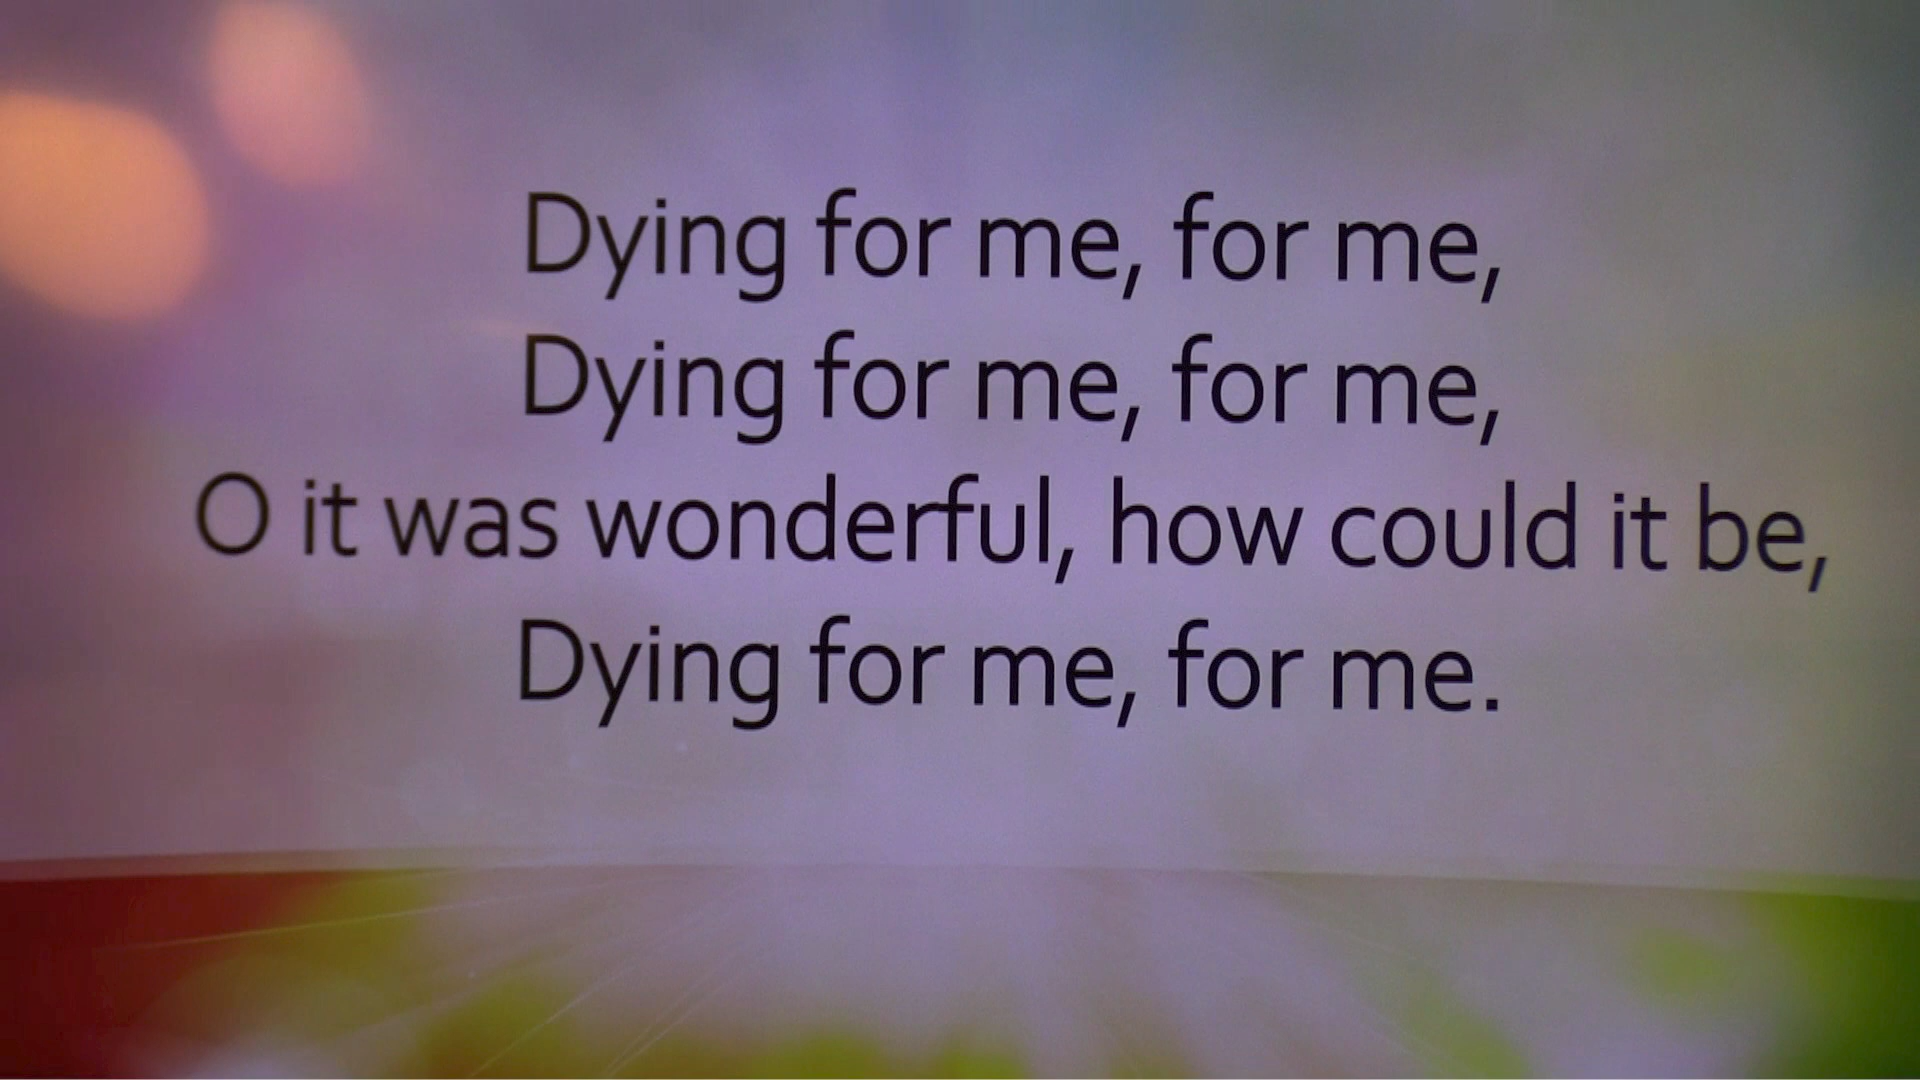 Dying for me, for me,
Dying for me, for me,
O it was wonderful, how could it be,
Dying for me, for me.